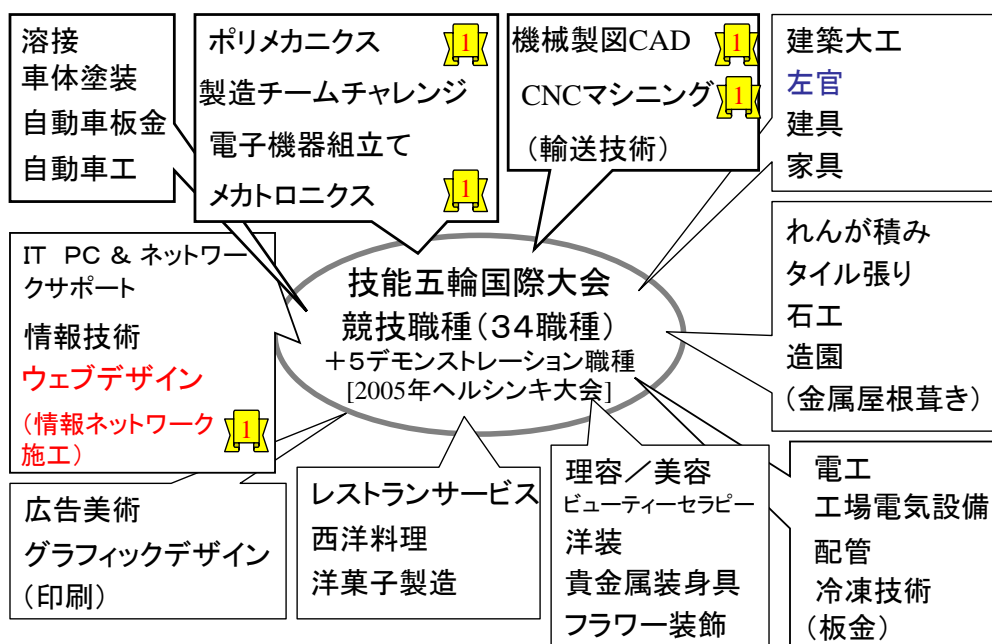 溶接
車体塗装
自動車板金
自動車工
ポリメカニクス 1
製造チームチャレンジ
電子機器組立て
メカトロニクス 1
機械製図CAD 1
CNCマシニング 1
(輸送技術)
建築大工
左官
建具
家具
IT PC & ネットワー
クサポート
情報技術
ウェブデザイン
(情報ネットワーク
施工) 1
技能五輪国際大会
競技職種(34職種)
+5デモンストレーション職種
[2005年ヘルシンキ大会]
れんが積み
タイル張り
石工
造園
(金属屋根葺き)
広告美術
グラフィックデザイン
(印刷)
レストランサービス
西洋料理
洋菓子製造
理容/美容
ビューティーセラピー
洋装
貴金属装身具
フラワー装飾
電工
工場電気設備
配管
冷凍技術
(板金)